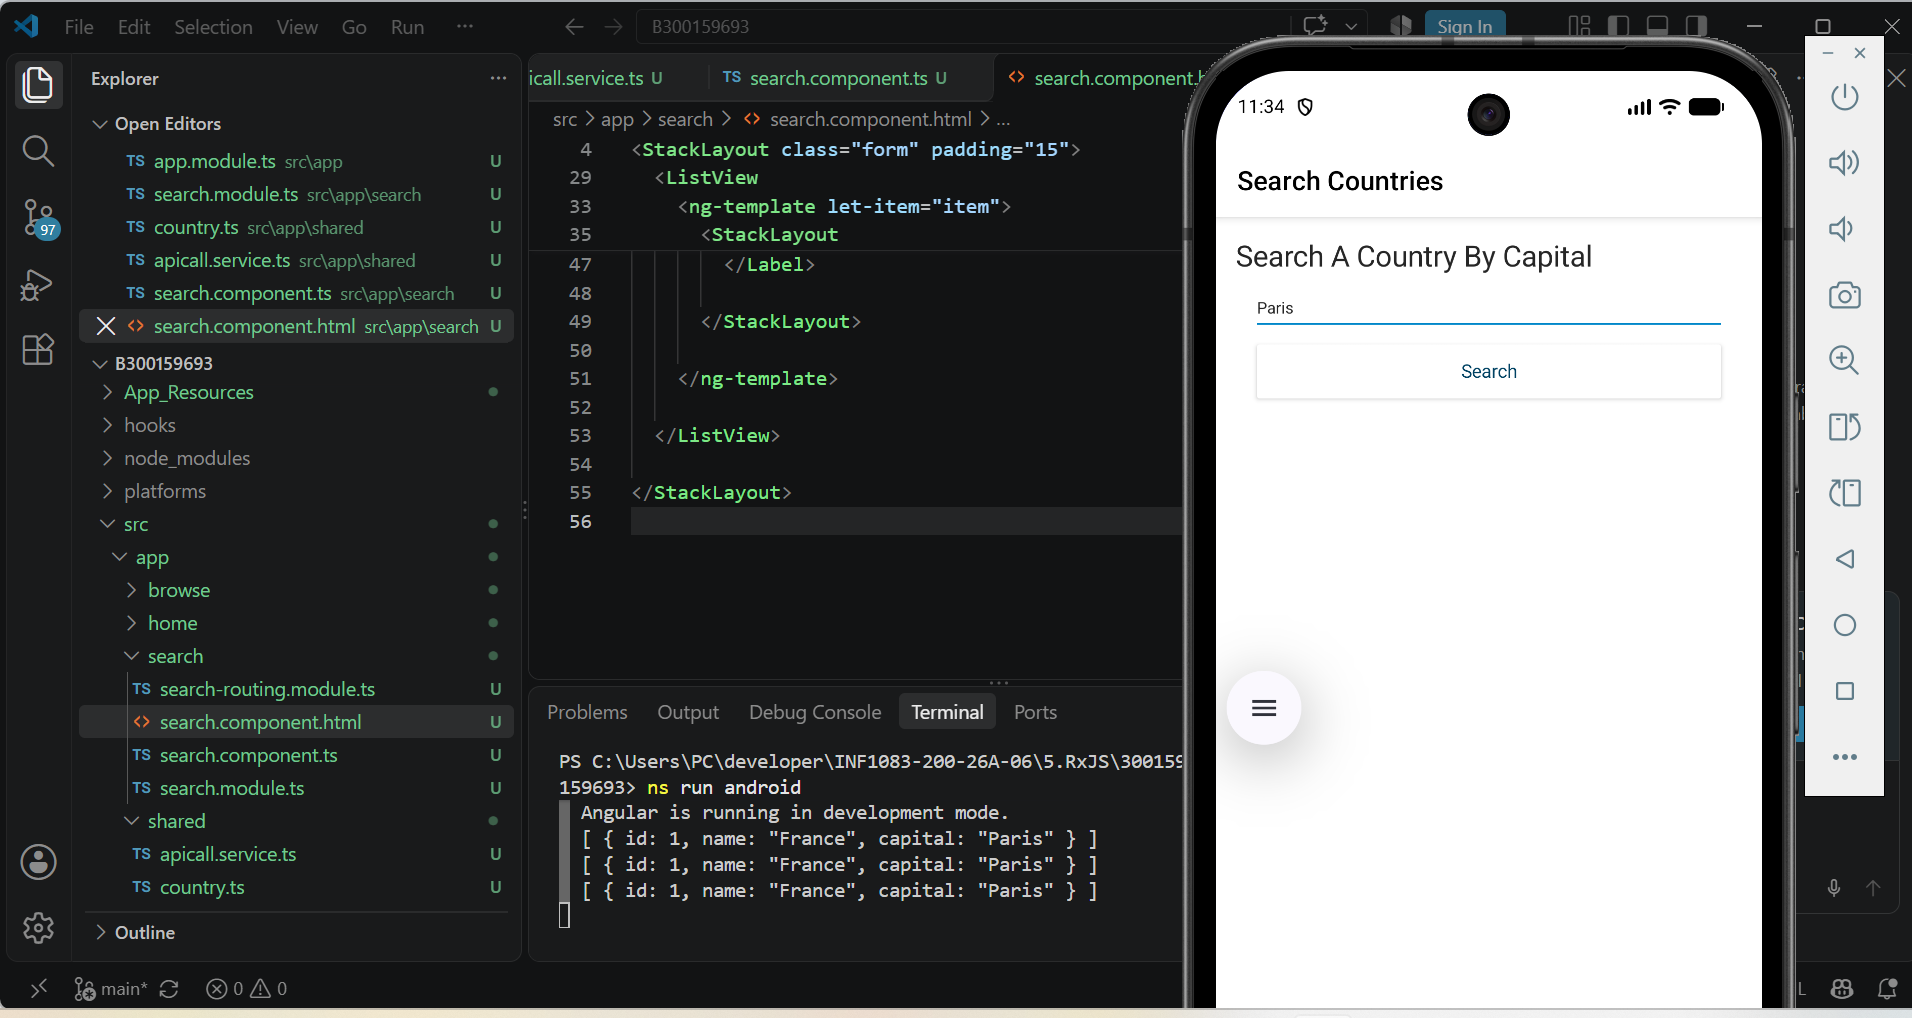 File Edit Selection View Go Run ···
B300159693
Sign In
Explorer
Open Editors
TS app.module.ts src\app U
TS search.module.ts src\app\search U
TS country.ts src\app\shared U
TS apicall.service.ts src\app\shared U
TS search.component.ts src\app\search U
<> search.component.html src\app\search U
B300159693
App_Resources
hooks
node_modules
platforms
src
app
browse
home
search
TS search-routing.module.ts U
<> search.component.html U
TS search.component.ts U
TS search.module.ts U
shared
TS apicall.service.ts U
TS country.ts U
Outline
97
main* 0 0
icall.service.ts U
TS search.component.ts U
<> search.component.h
src > app > search > <> search.component.html > ...
4 <StackLayout class="form" padding="15">
29 <ListView
33 <ng-template let-item="item">
35 <StackLayout
47 </Label>
48
49 </StackLayout>
50
51 </ng-template>
52
53 </ListView>
54
55 </StackLayout>
56
Problems Output Debug Console Terminal Ports
PS C:\Users\PC\developer\INF1083-200-26A-06\5.RxJS\300159
159693> ns run android
Angular is running in development mode.
[ { id: 1, name: "France", capital: "Paris" } ]
[ { id: 1, name: "France", capital: "Paris" } ]
[ { id: 1, name: "France", capital: "Paris" } ]
11:34
Search Countries
Search A Country By Capital
Paris
Search